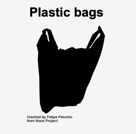 Plastic bags
Created by Felipe Perucho
from Noun Project